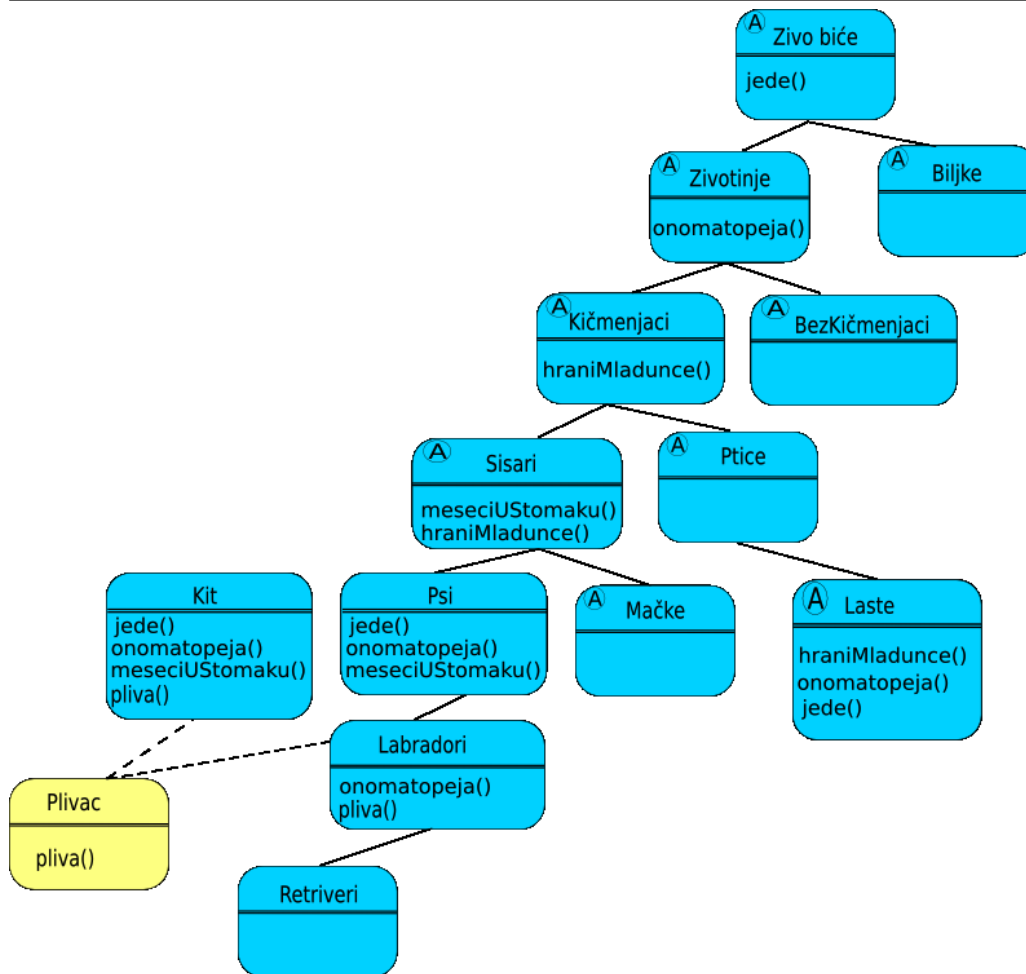 A
Zivo biće
jede()
A
Zivotinje
onomatopeja()
A
Biljke
A
Kičmenjaci
hraniMladunce()
A
BezKičmenjaci
A
Sisari
meseciUStomaku()
hraniMladunce()
A
Ptice
Kit
jede()
onomatopeja()
meseciUStomaku()
pliva()
Psi
jede()
onomatopeja()
meseciUStomaku()
A
Mačke
A
Laste
hraniMladunce()
onomatopeja()
jede()
Labradori
onomatopeja()
pliva()
Plivac
pliva()
Retriveri